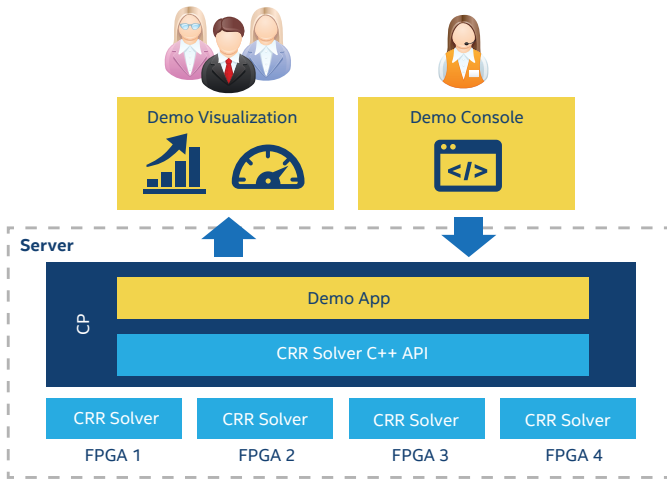 Demo Visualization
Demo Console
</>
Server
CP
Demo App
CRR Solver C++ API
CRR Solver
CRR Solver
CRR Solver
CRR Solver
FPGA 1
FPGA 2
FPGA 3
FPGA 4